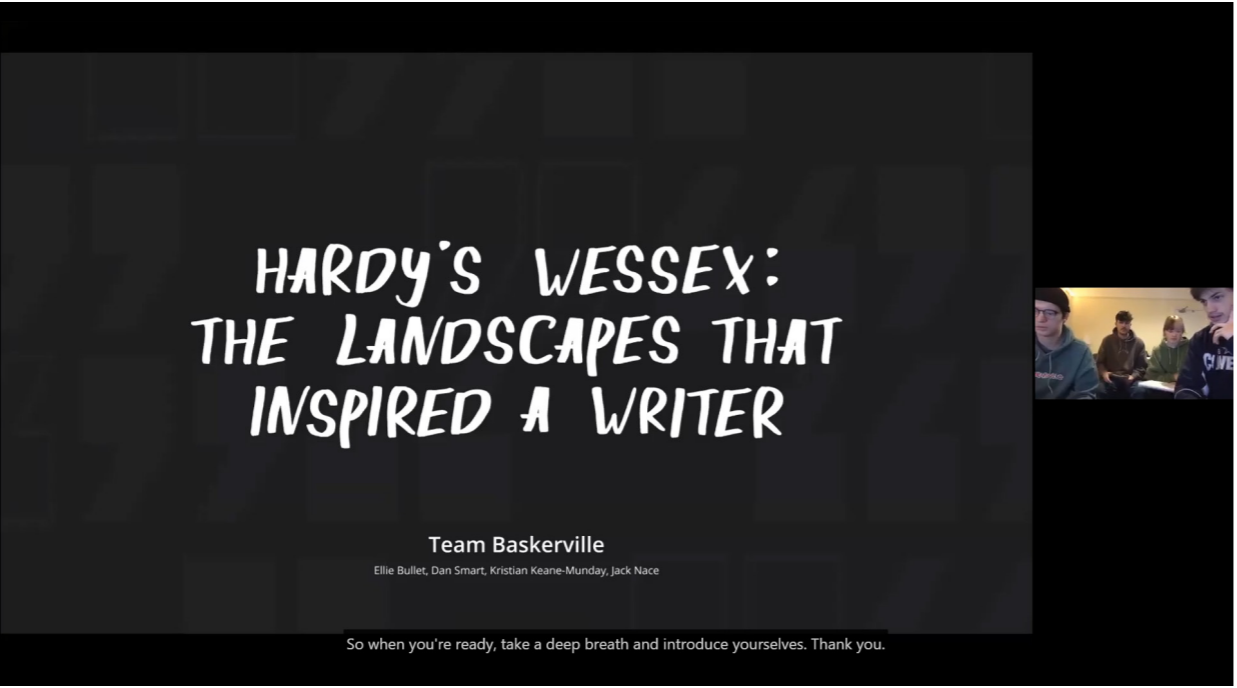 HARDY'S WESSEX:
THE LANDSCAPES THAT
INSPIRED A WRITER
Team Baskerville
Ellie Bullet, Dan Smart, Kristian Keane-Munday, Jack Nace
So when you're ready, take a deep breath and introduce yourselves. Thank you.